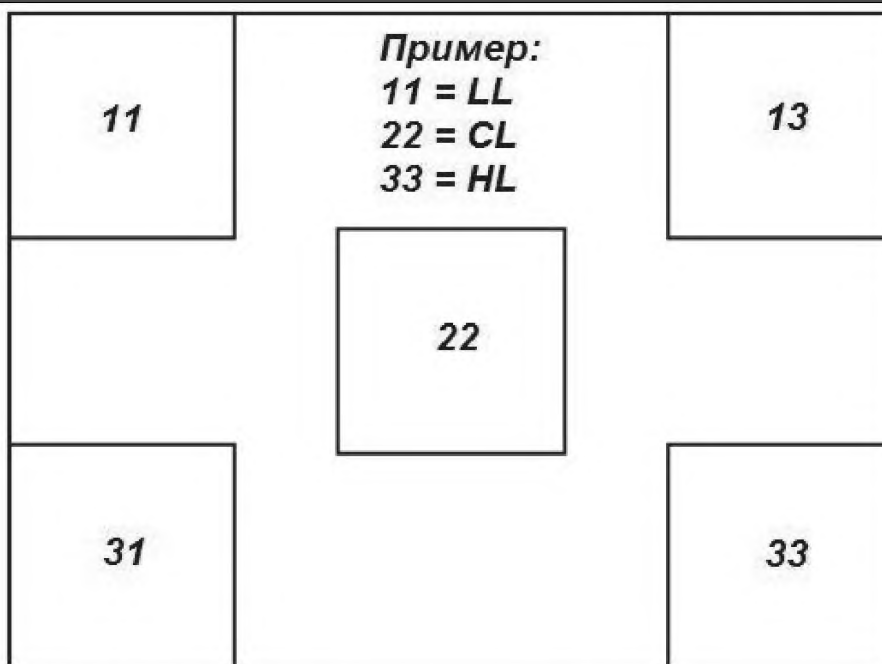 Пример:
11 = LL
22 = CL
33 = HL
11
13
22
31
33